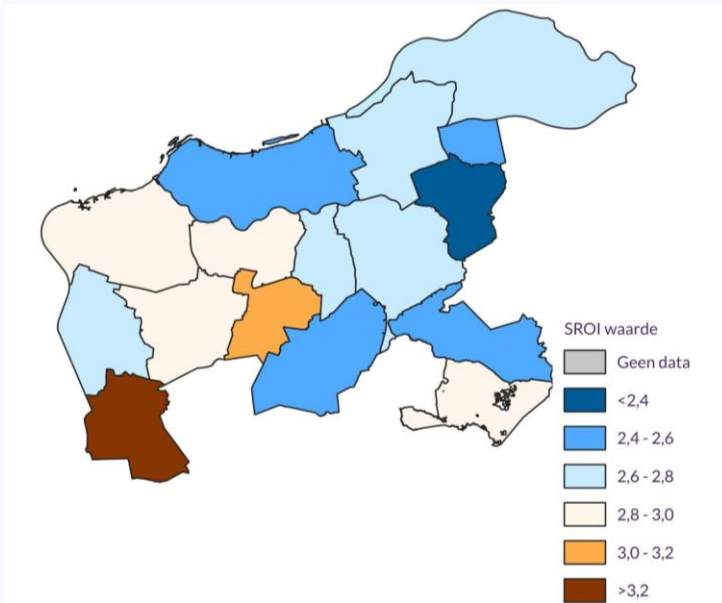 SROI waarde
Geen data
<2,4
2,4 - 2,6
2,6 - 2,8
2,8 - 3,0
3,0 - 3,2
>3,2